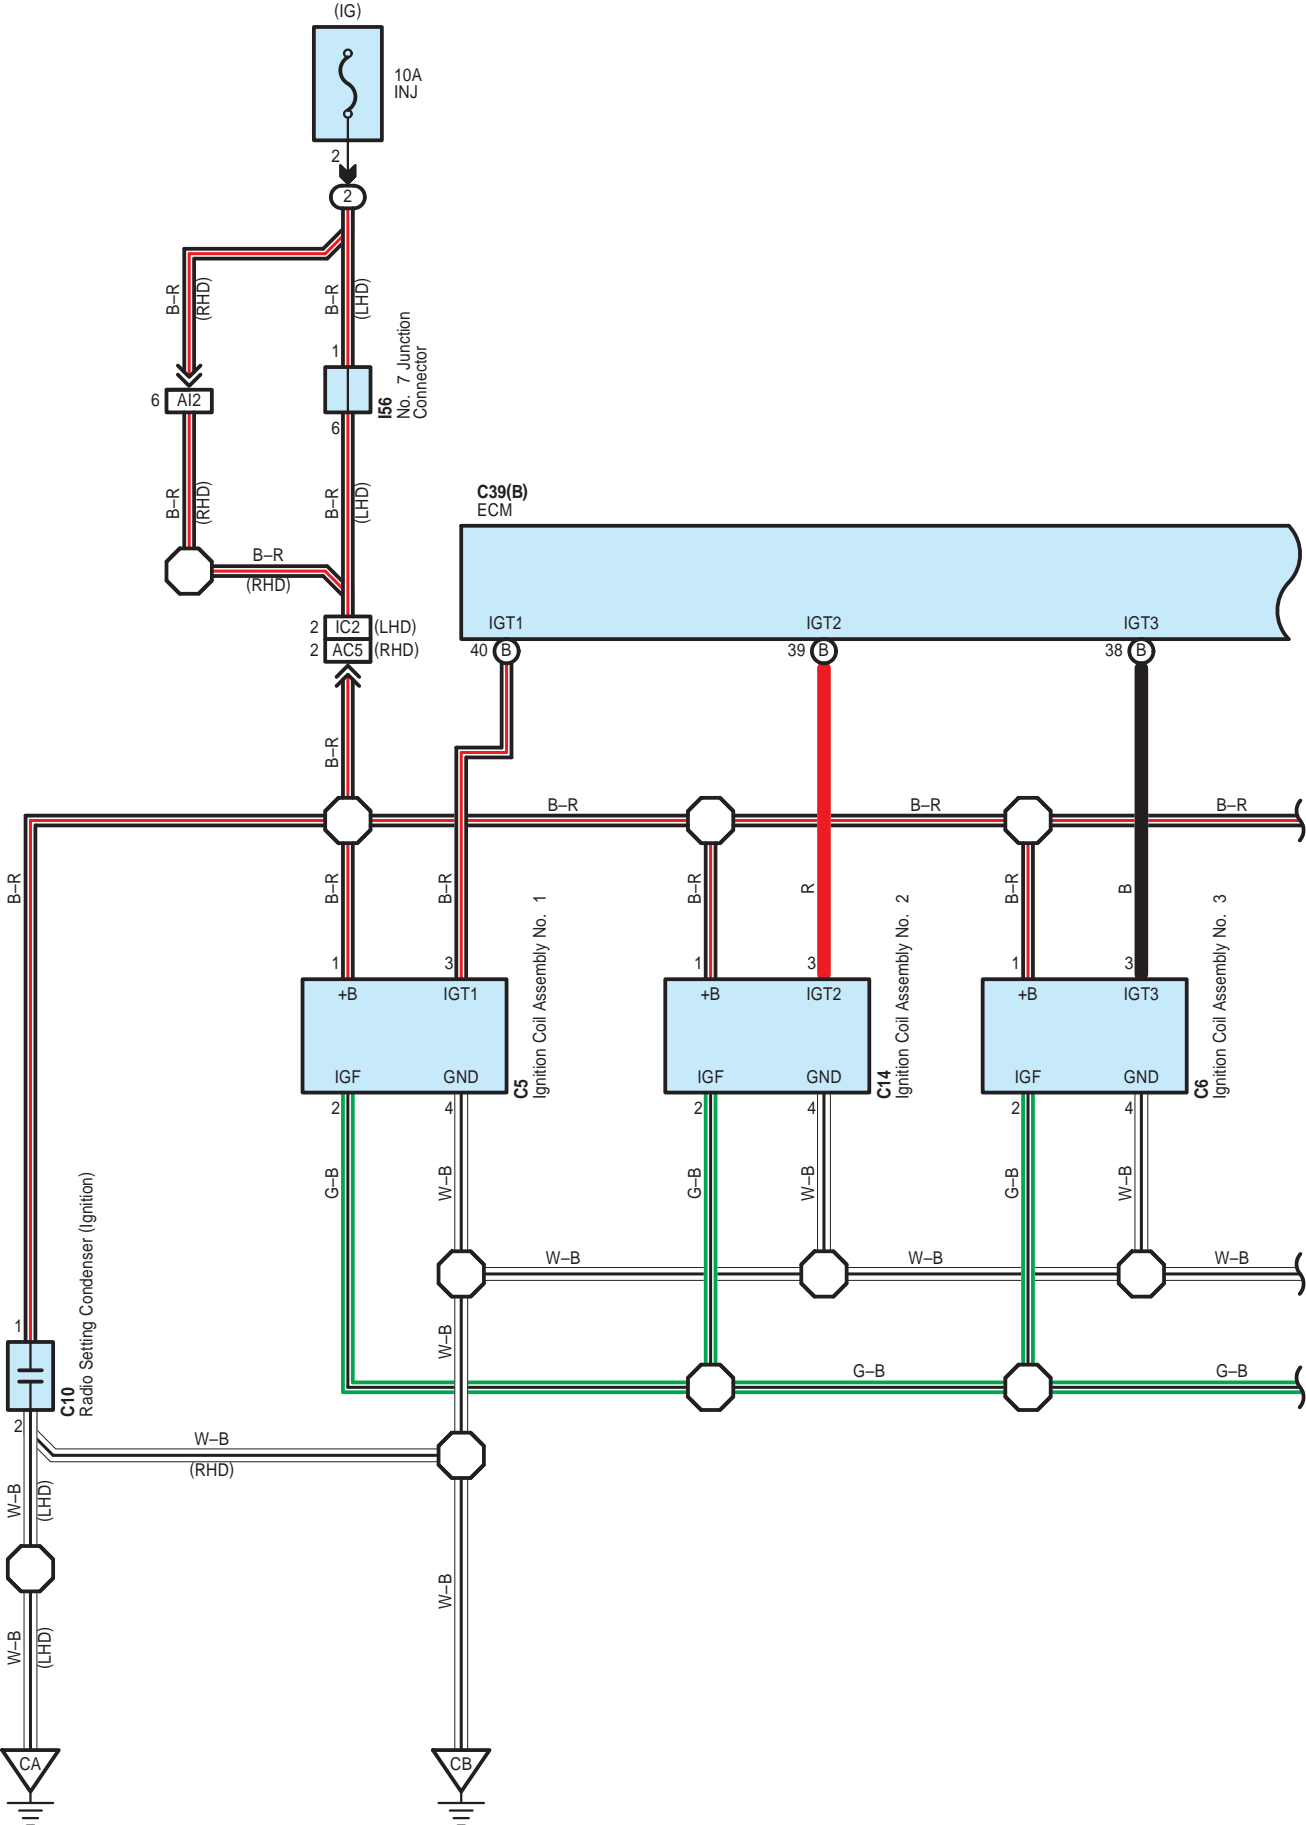 (IG)
10A
INJ
2
2
B–R
(RHD)
B–R
(LHD)
1
I56
No. 7 Junction
Connector
6
AI2
6
B–R
(RHD)
B–R
(LHD)
C39(B)
ECM
B–R
(RHD)
2 IC2 (LHD)
2 AC5 (RHD)
IGT1
IGT2
IGT3
40 B
39 B
38 B
B–R
B–R
B–R
B–R
B–R
B–R
B–R
B–R
R
B–R
B
1
3
1
3
1
3
+B
IGT1
+B
IGT2
+B
IGT3
IGF
GND
IGF
GND
IGF
GND
C5
Ignition Coil Assembly No. 1
C14
Ignition Coil Assembly No. 2
C6
Ignition Coil Assembly No. 3
2
4
2
4
2
4
G–B
W–B
G–B
W–B
G–B
W–B
W–B
W–B
W–B
W–B
G–B
G–B
1
C10
Radio Setting Condenser (Ignition)
2
W–B
(RHD)
W–B
(LHD)
W–B
W–B
(LHD)
CA
CB